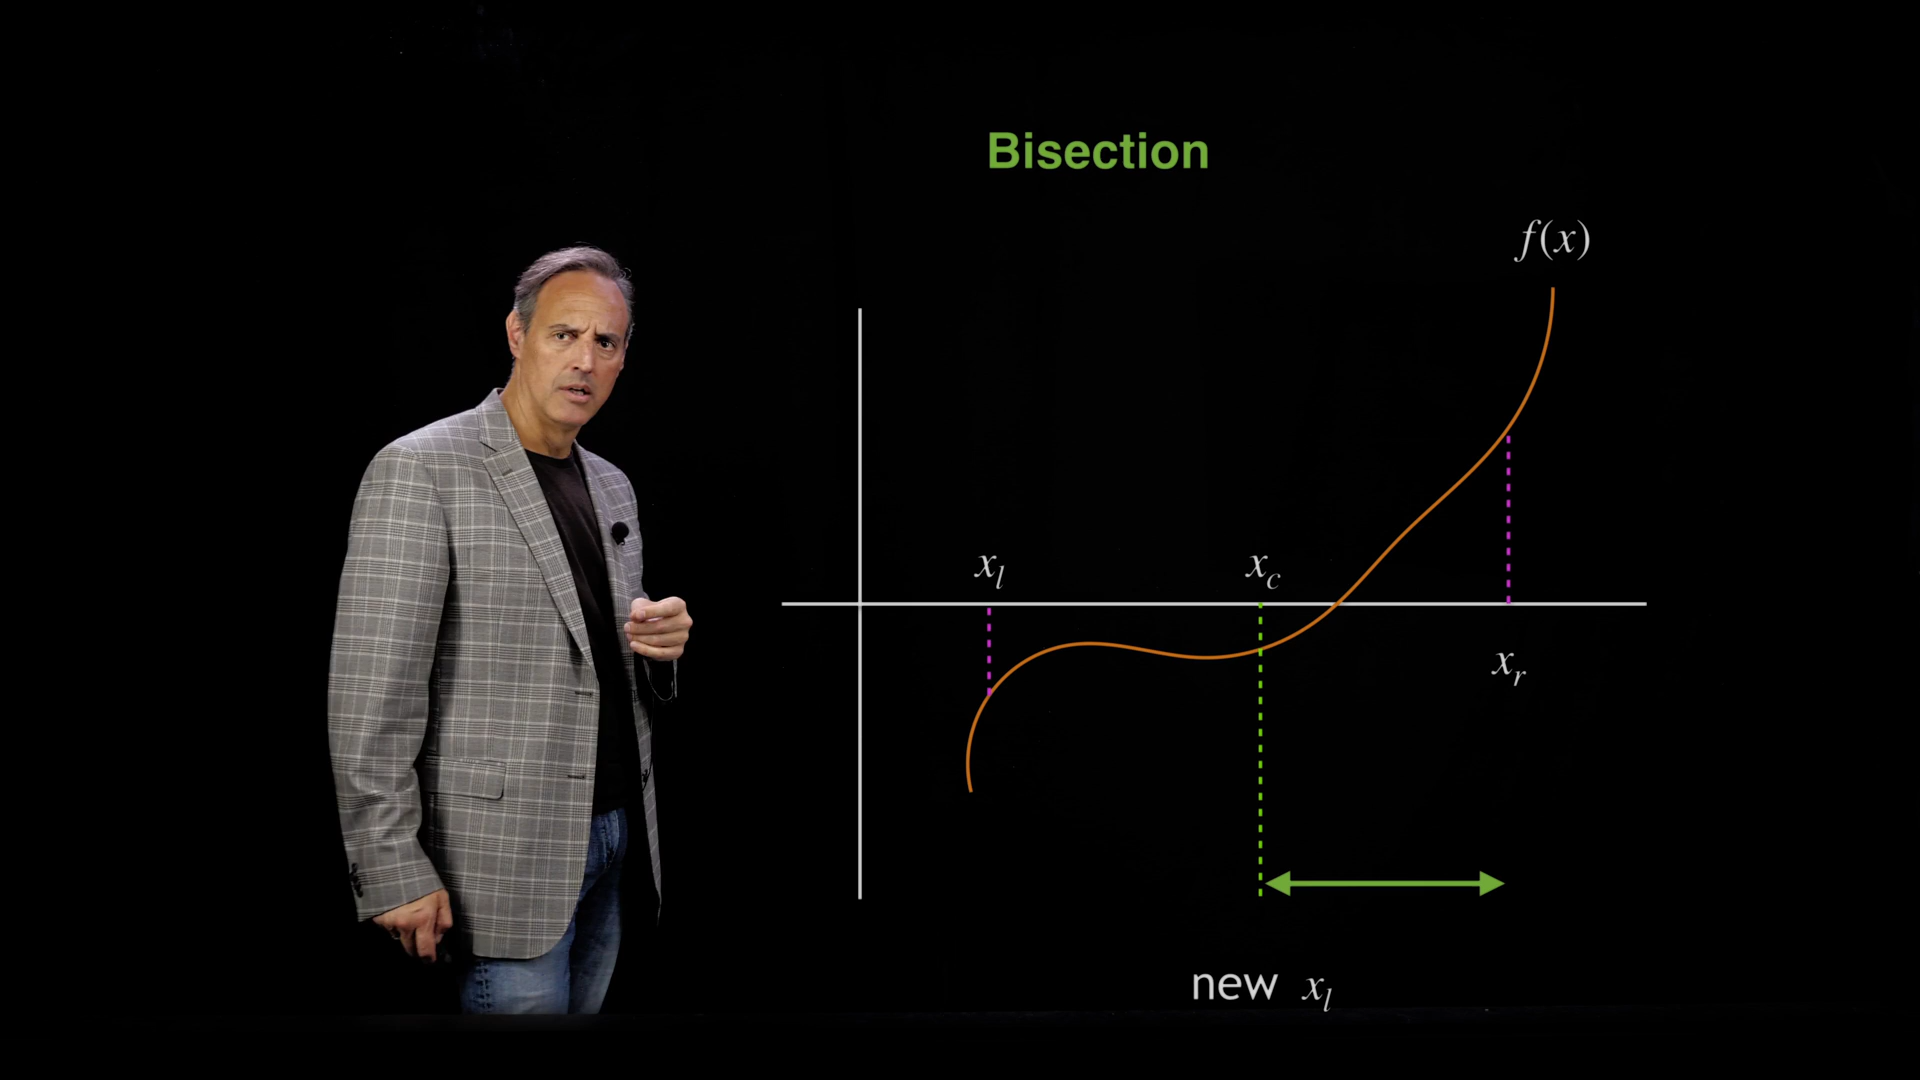 Bisection
f(x)
x_l
x_c
x_r
new x_l